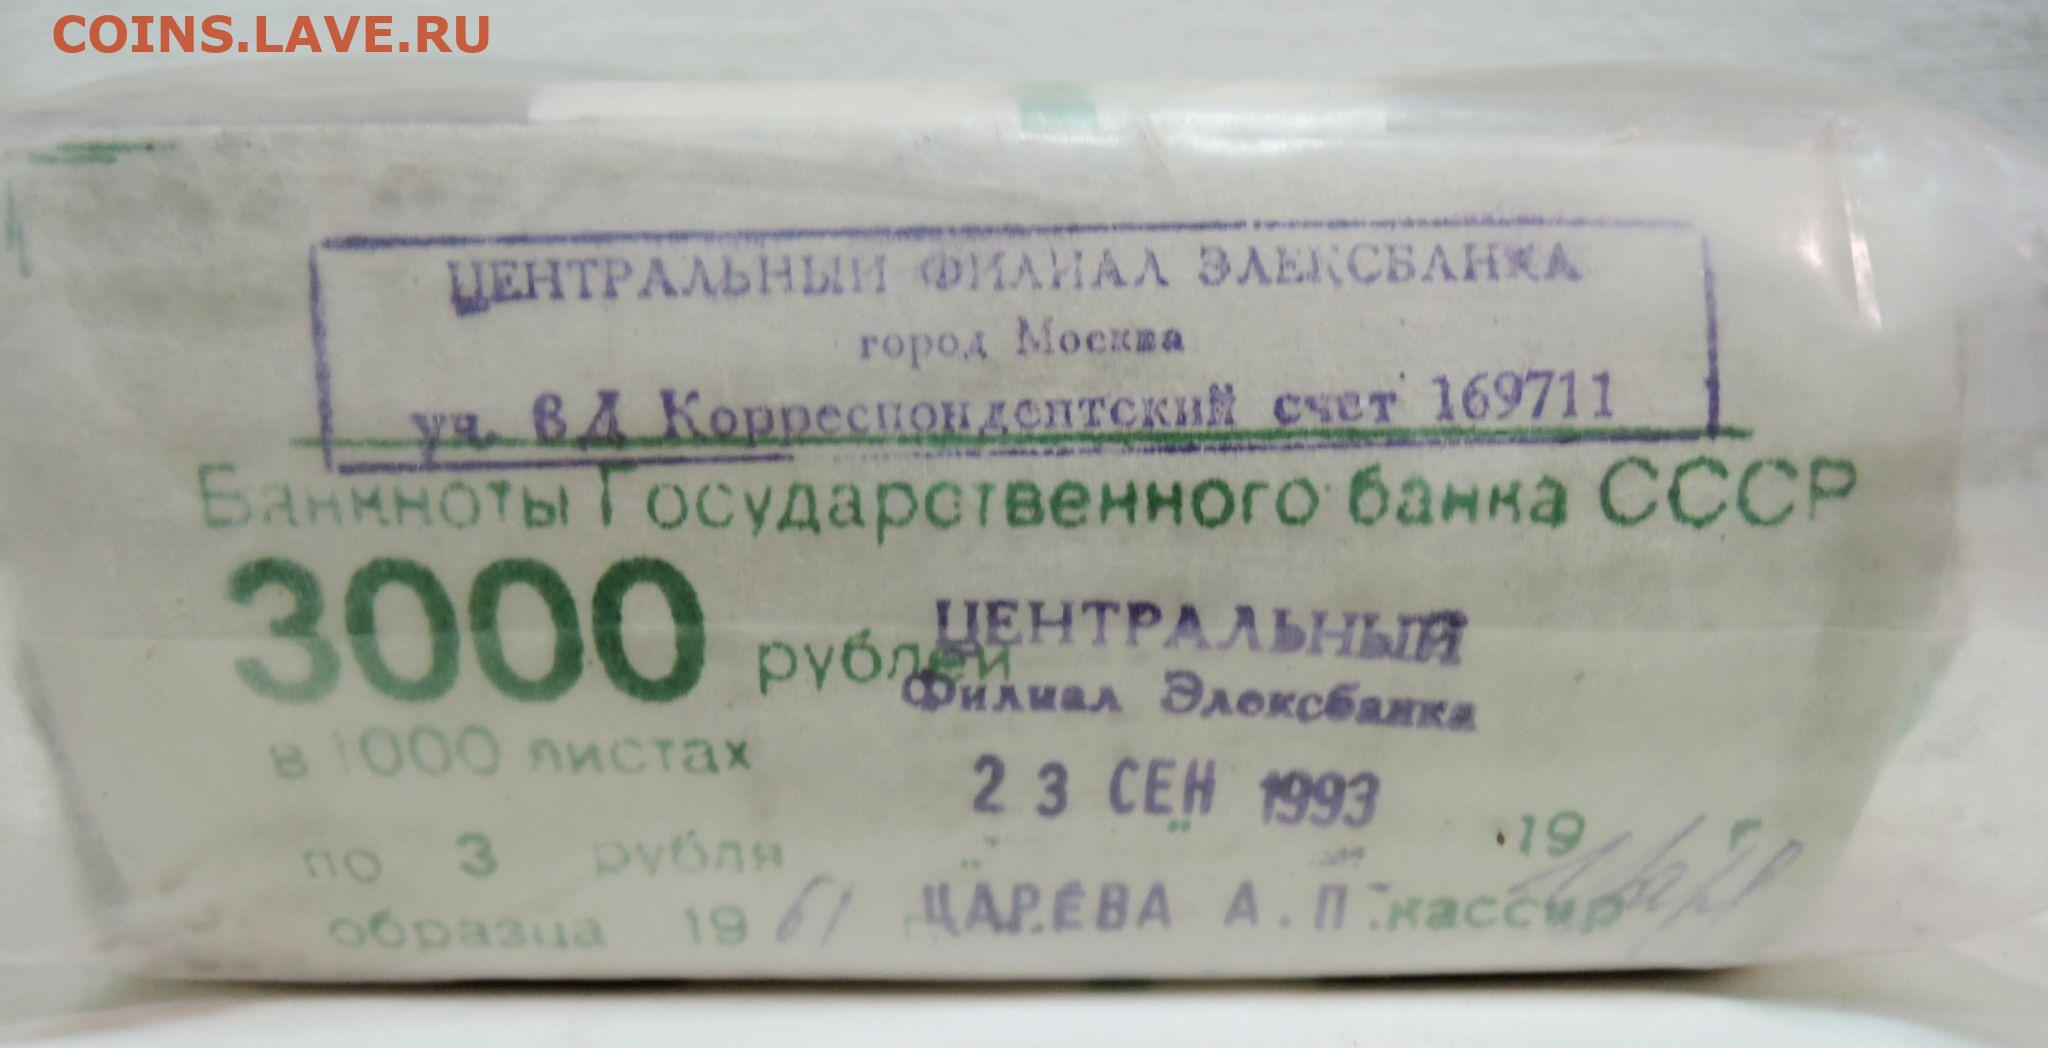 COINS.LAVE.RU
ЦЕНТРАЛЬНЫЙ ФИЛИАЛ ЭЛЕКСБАНКА
город Москва
уч. ВД Корреспондентский счет 169711
Банкноты Государственного банка СССР
3000 рублей
в 1000 листах
по 3 рубля
образца 1961 г.
ЦЕНТРАЛЬНЫЙ
Филиал Элексбанка
23 СЕН 1993
19 г
ЦАРЕВА А.П. кассир